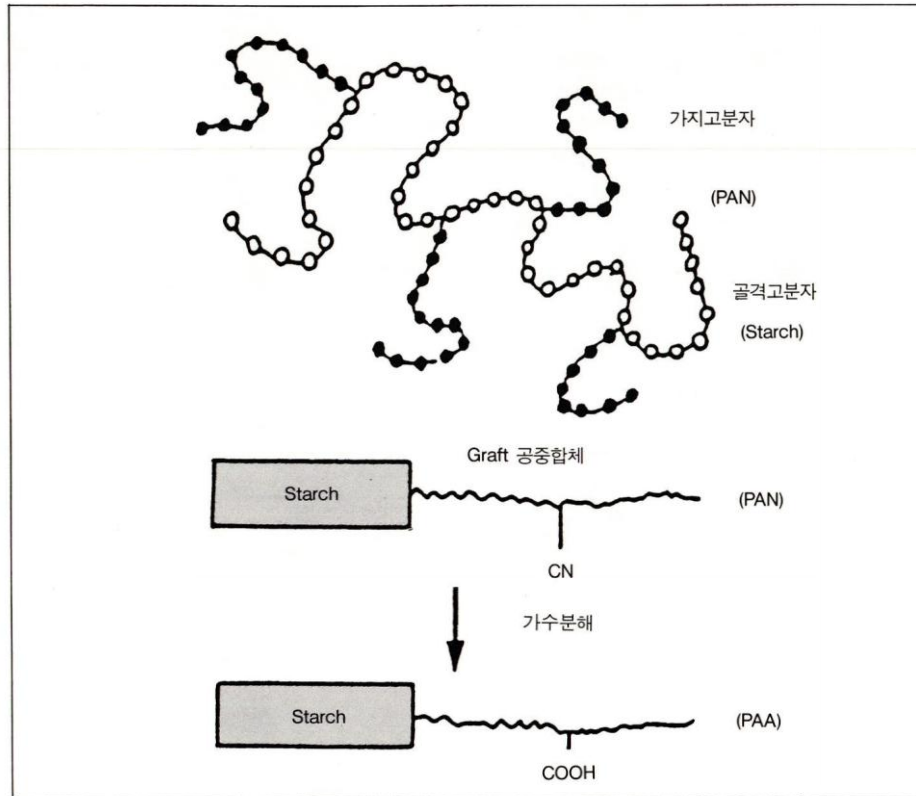 가지고분자
(PAN)
골격고분자
(Starch)
Graft 공중합체
Starch
(PAN)
CN
가수분해
Starch
(PAA)
COOH